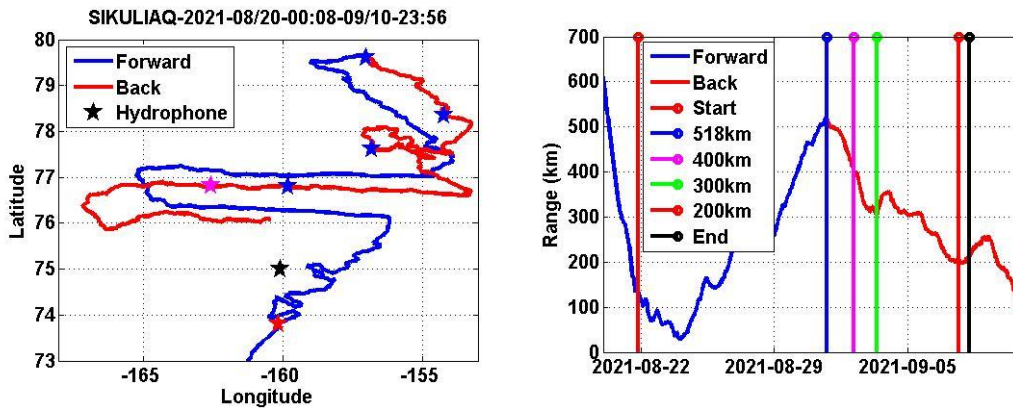 SIKULIAQ-2021-08/20-00:08-09/10-23:56
80
79
78
77
76
75
74
73
Latitude
Forward
Back
Hydrophone
-165
-160
-155
Longitude
700
600
500
400
300
200
100
0
Range (km)
Forward
Back
Start
518km
400km
300km
200km
End
2021-08-22
2021-08-29
2021-09-05